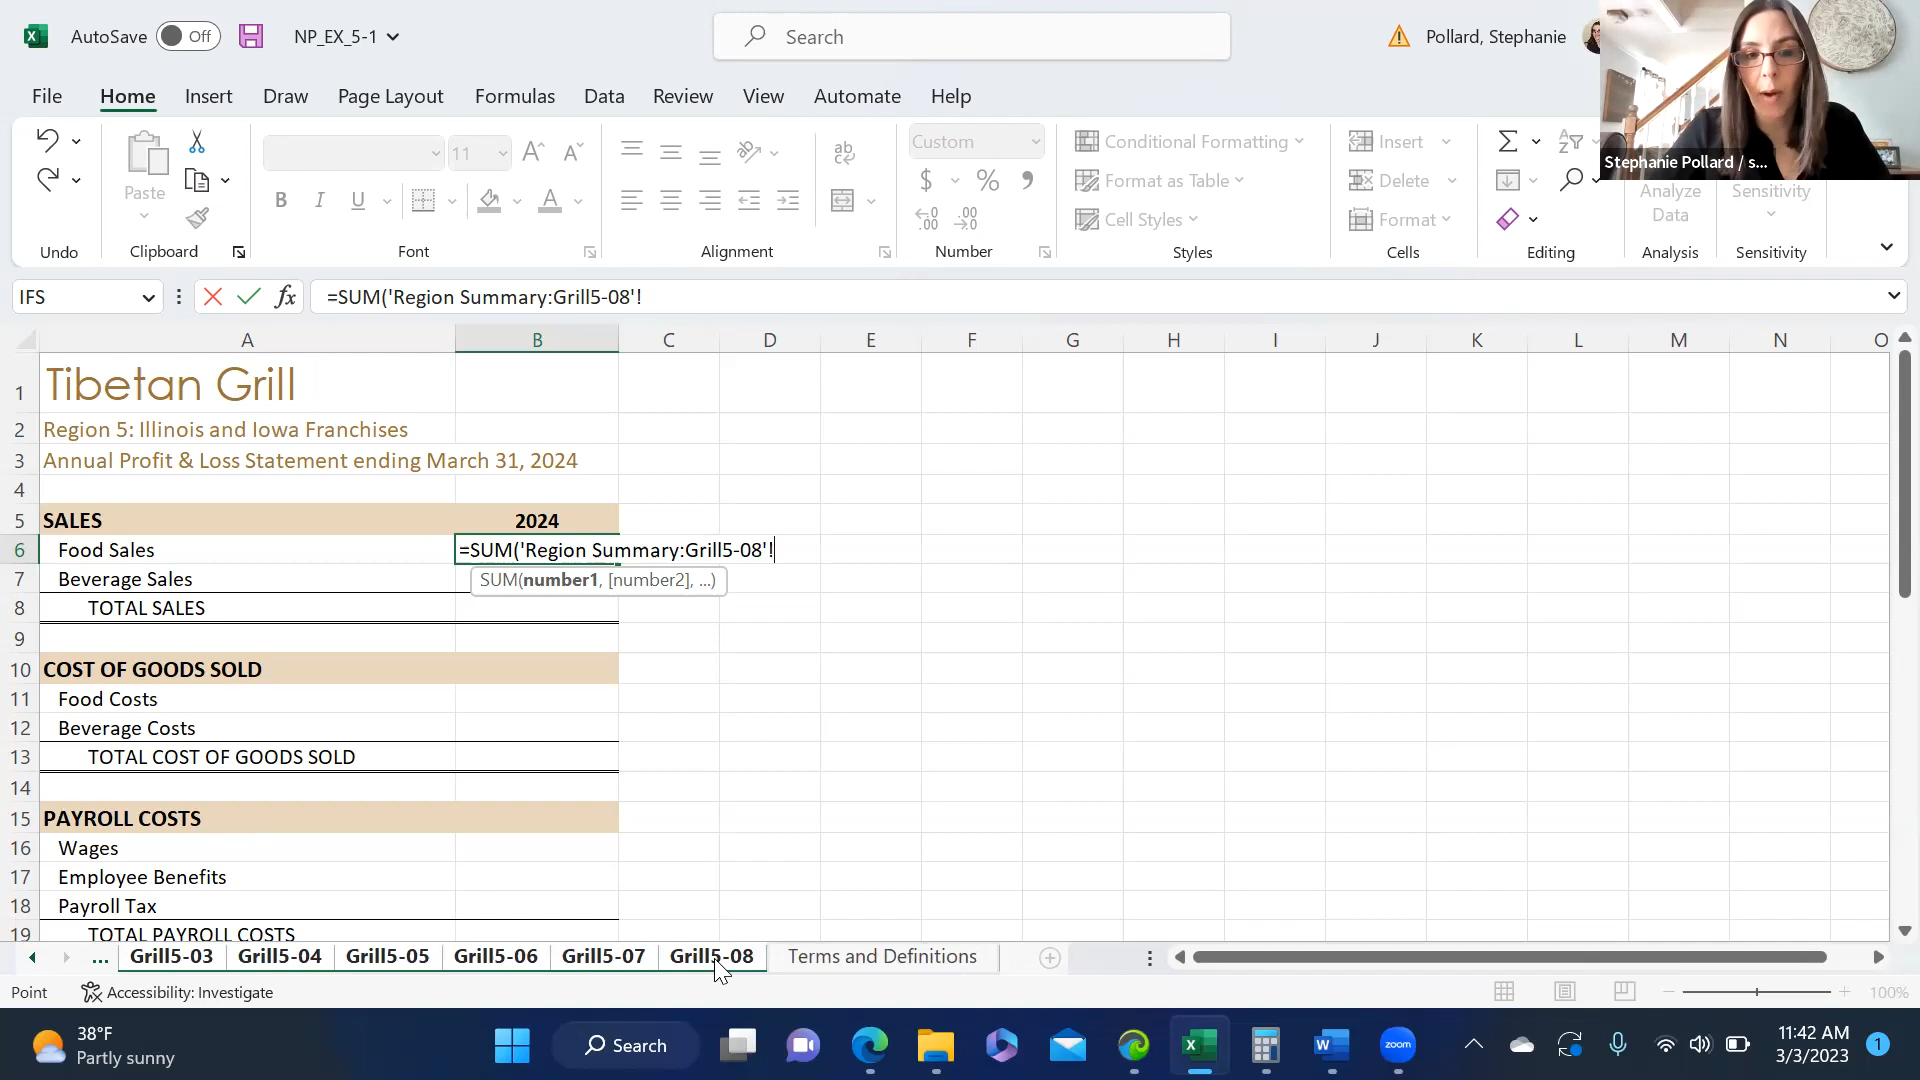 AutoSave Off NP_EX_5-1 Search Pollard, Stephanie
File Home Insert Draw Page Layout Formulas Data Review View Automate Help
Stephanie Pollard / s...
Paste
11
B I U
ab
Custom
$ % 9
.00 .00
Conditional Formatting
Format as Table
Cell Styles
Insert
Delete
Format
Analyze Data
Sensitivity
Undo Clipboard Font Alignment Number Styles Cells Editing Analysis Sensitivity
IFS fx =SUM('Region Summary:Grill5-08'!
A B C D E F G H I J K L M N O
1 Tibetan Grill
2 Region 5: Illinois and Iowa Franchises
3 Annual Profit & Loss Statement ending March 31, 2024
4
5 SALES 2024
6 Food Sales =SUM('Region Summary:Grill5-08'!
7 Beverage Sales SUM(number1, [number2], ...)
8 TOTAL SALES
9
10 COST OF GOODS SOLD
11 Food Costs
12 Beverage Costs
13 TOTAL COST OF GOODS SOLD
14
15 PAYROLL COSTS
16 Wages
17 Employee Benefits
18 Payroll Tax
19 TOTAL PAYROLL COSTS
... Grill5-03 Grill5-04 Grill5-05 Grill5-06 Grill5-07 Grill5-08 Terms and Definitions
Point Accessibility: Investigate 100%
38°F
Partly sunny
Search
zoom
11:42 AM
3/3/2023
1